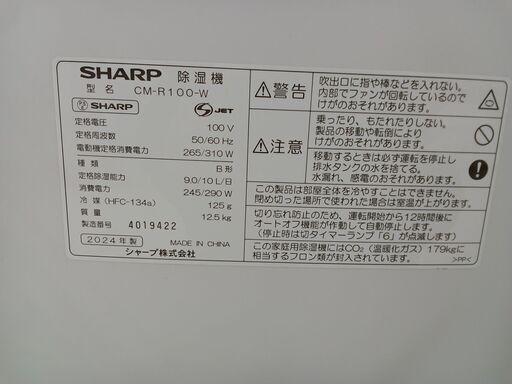 SHARP 除湿機
型 名 CM-R100-W
SHARP
JET
定格電圧 100 V
定格周波数 50/60 Hz
電動機定格消費電力 265/310 W
種 類 B 形
定格除湿能力 9.0/10 L/日
消費電力 245/290 W
冷 媒 (HFC-134a) 125 g
質 量 12.5 kg
製造番号 4019422
2024 年製 MADE IN CHINA
シャープ株式会社
警告
吹出口に指や棒などを入れない。
内部でファンが回転しているので
けがのおそれがあります。
注意
乗ったり、もたれたりしない。
製品の移動や転倒により
けがのおそれがあります。
移動するときは必ず運転を停止し
排水タンクの水を捨てる。
水漏れ、感電のおそれがあります。
この製品は部屋全体を冷やすことはできません。
閉め切った場所で使われた場合は室温が上がります。
切り忘れ防止のため、運転開始から12時間後に
オートオフ機能が作動して自動停止します。
(停止時は切タイマーランプ「6」が点滅します)
この家庭用除湿機にはCO₂(温暖化ガス)179kgに
相当するフロン類が封入されています。
>PP<